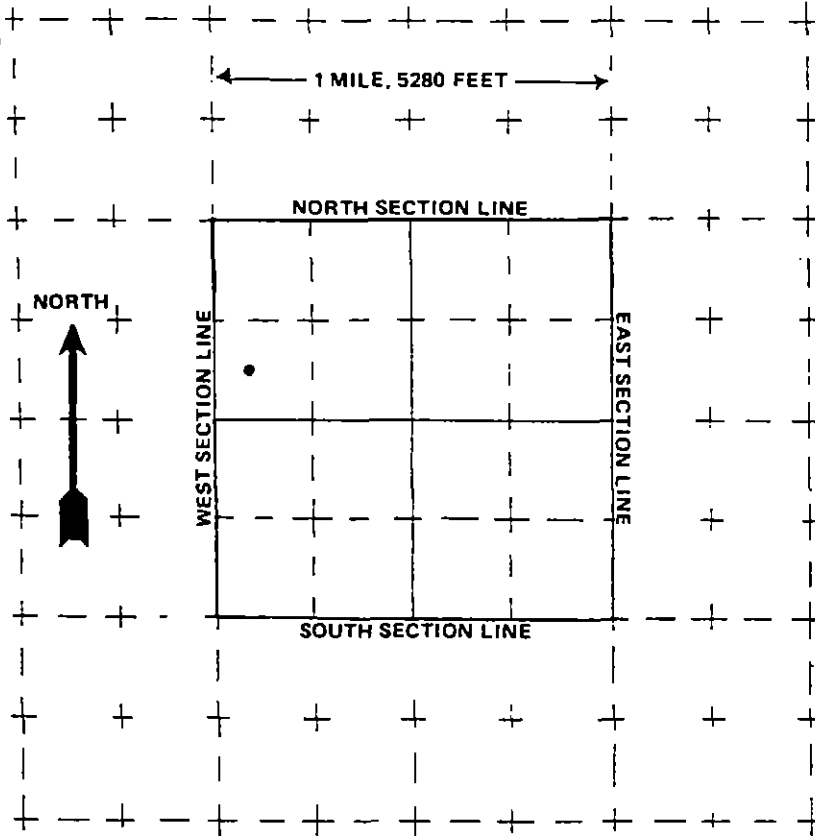 1 MILE, 5280 FEET
NORTH SECTION LINE
NORTH
WEST SECTION LINE
EAST SECTION LINE
SOUTH SECTION LINE